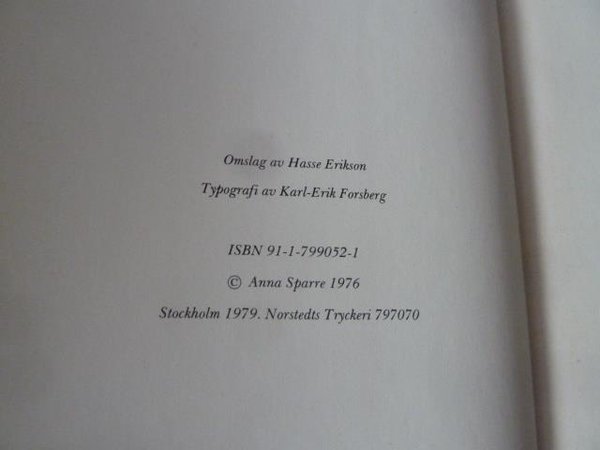 Omslag av Hasse Erikson
Typografi av Karl-Erik Forsberg
ISBN 91-1-799052-1
© Anna Sparre 1976
Stockholm 1979. Norstedts Tryckeri 797070